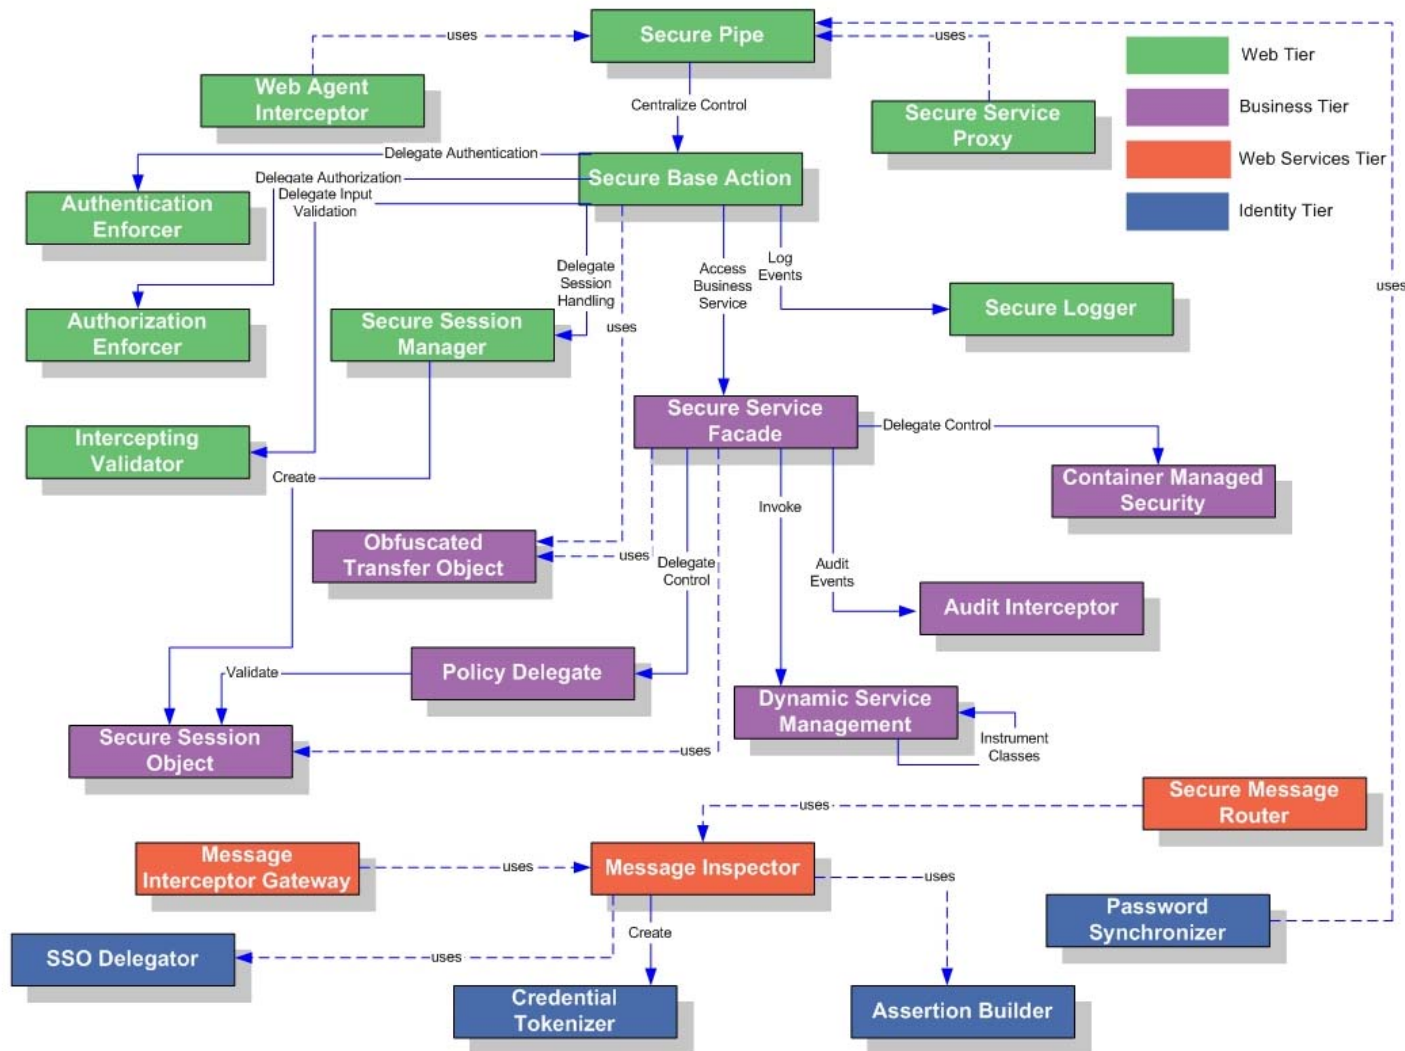 uses
Secure Pipe
uses
Web Tier
Web Agent
Interceptor
Centralize Control
Secure Service
Proxy
Business Tier
Web Services Tier
Identity Tier
Delegate Authentication
Delegate Authorization
Delegate Input
Validation
Secure Base Action
Authentication
Enforcer
Delegate
Session
Handling
Access
Business
Service
Log
Events
uses
Authorization
Enforcer
Secure Session
Manager
uses
Secure Logger
Secure Service
Facade
Delegate Control
Intercepting
Validator
Create
Container Managed
Security
Invoke
Obfuscated
Transfer Object
uses
Delegate
Control
Audit
Events
Audit Interceptor
Validate
Policy Delegate
Dynamic Service
Management
Secure Session
Object
uses
Instrument
Classes
Secure Message
Router
uses
Message
Interceptor Gateway
uses
Message Inspector
uses
Password
Synchronizer
SSO Delegator
uses
Create
Credential
Tokenizer
Assertion Builder